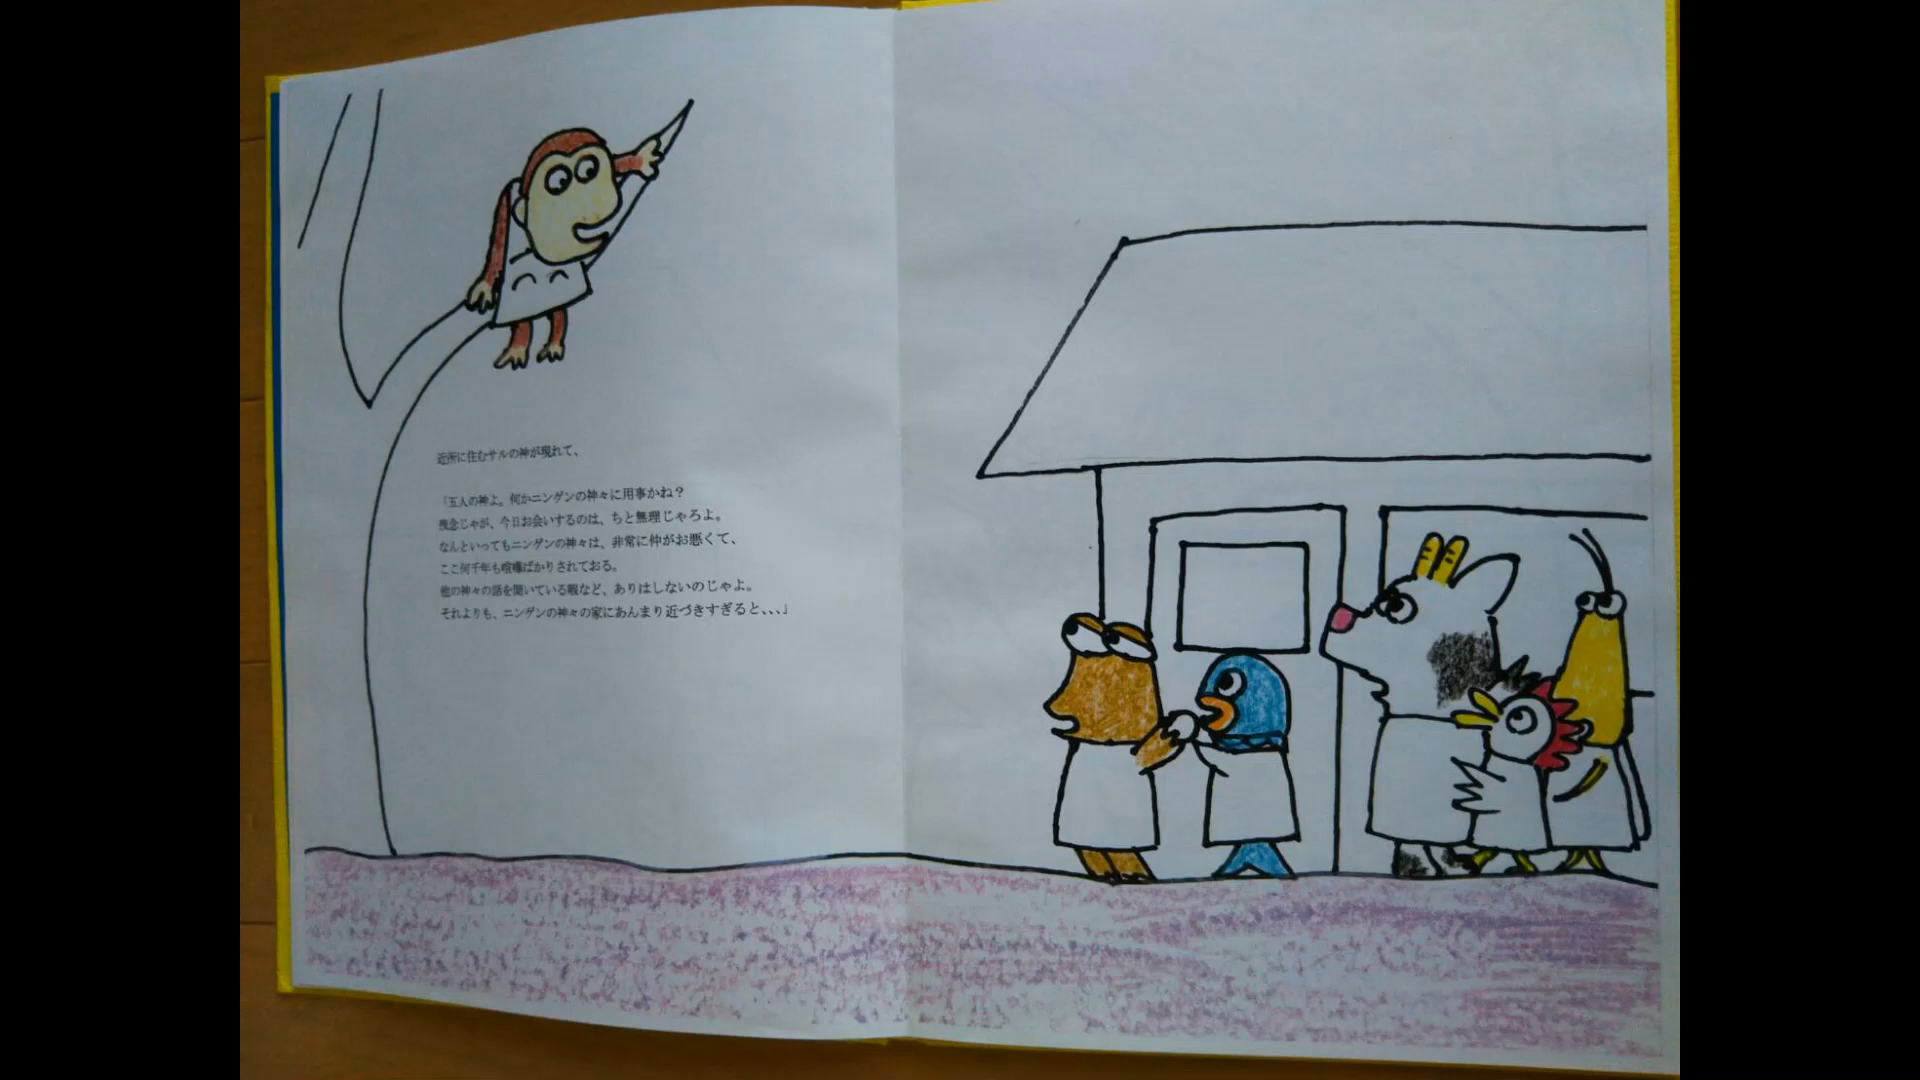 近所に住むサルの神が現れて、
「五人の神よ。何かニンゲンの神々に用事かね？
残念じゃが、今日お会いするのは、ちと無理じゃろよ。
なんといってもニンゲンの神々は、非常に仲がお悪くて、
ここ何千年も喧嘩ばかりされておる。
他の神々の話を聞いている暇など、ありはしないのじゃよ。
それよりも、ニンゲンの神々の家にあんまり近づきすぎると、、、」